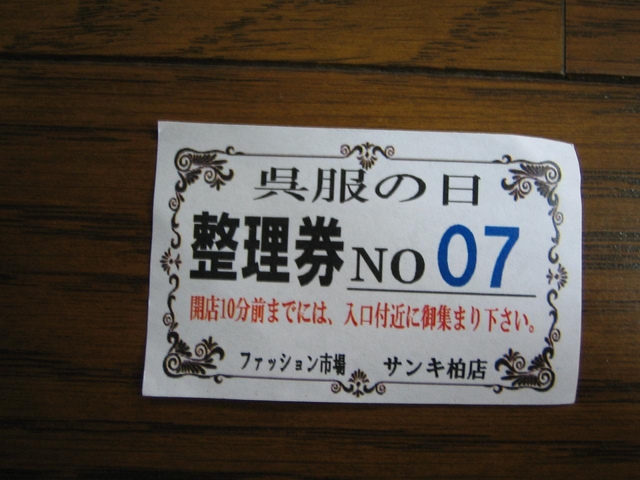 呉服の日
整理券 NO 07
開店10分前までには、入口付近に御集まり下さい。
ファッション市場 サンキ柏店